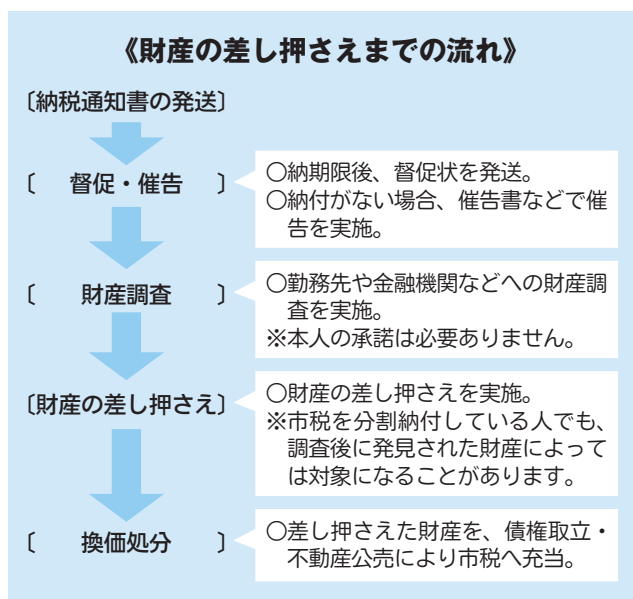 《財産の差し押さえまでの流れ》
〔納税通知書の発送〕
〔　督促・催告　〕
〇納期限後、督促状を発送。
〇納付がない場合、催告書などで催
告を実施。
〔　財産調査　〕
〇勤務先や金融機関などへの財産調
査を実施。
※本人の承諾は必要ありません。
〔財産の差し押さえ〕
〇財産の差し押さえを実施。
※市税を分割納付している人でも、
調査後に発見された財産によって
は対象になることがあります。
〔　換価処分　〕
〇差し押さえた財産を、債権取立・
不動産公売により市税へ充当。